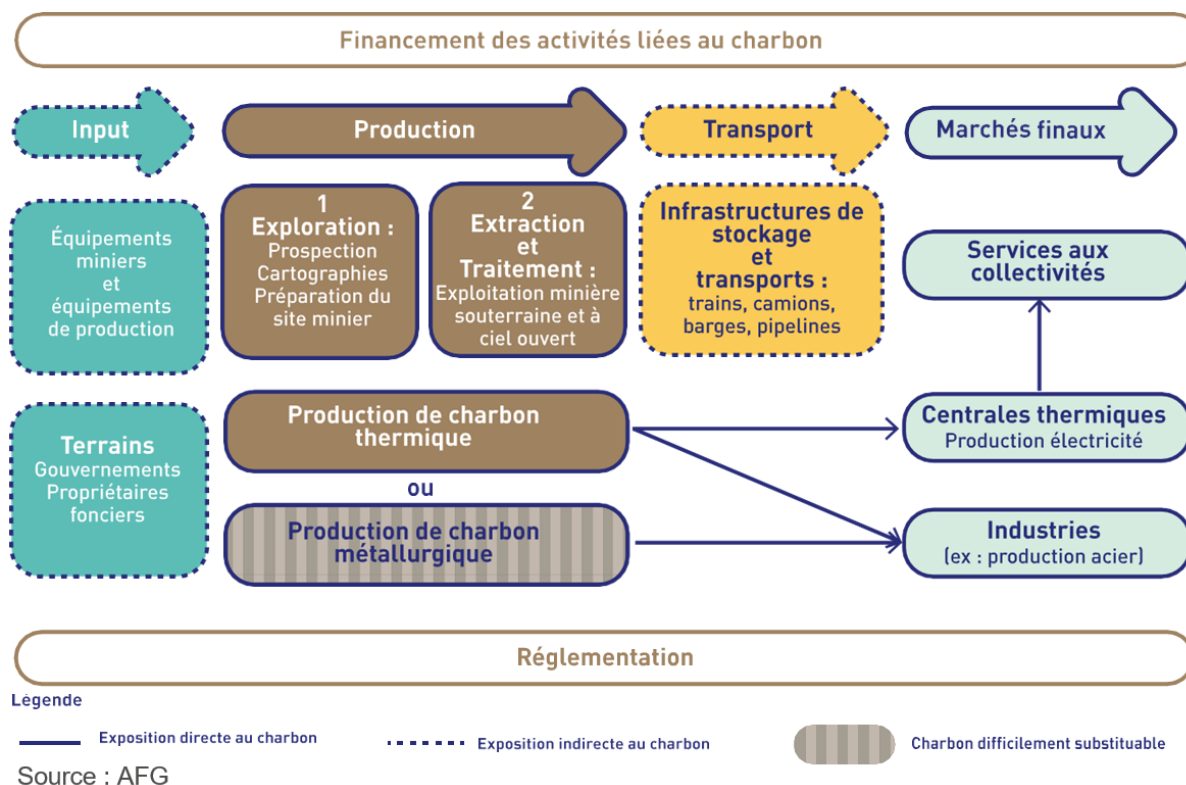 Financement des activités liées au charbon
Input
Production
Transport
Marchés finaux
Équipements
miniers
et
équipements
de production
1
Exploration :
Prospection
Cartographies
Préparation du
site minier
2
Extraction
et
Traitement :
Exploitation minière
souterraine et à
ciel ouvert
Infrastructures de
stockage
et
transports :
trains, camions,
barges, pipelines
Services aux
collectivités
Terrains
Gouvernements
Propriétaires
fonciers
Production de charbon
thermique
ou
Production de charbon
métallurgique
Centrales thermiques
Production électricité
Industries
(ex : production acier)
Réglementation
Légende
Exposition directe au charbon
Exposition indirecte au charbon
Charbon difficilement substituable
Source : AFG